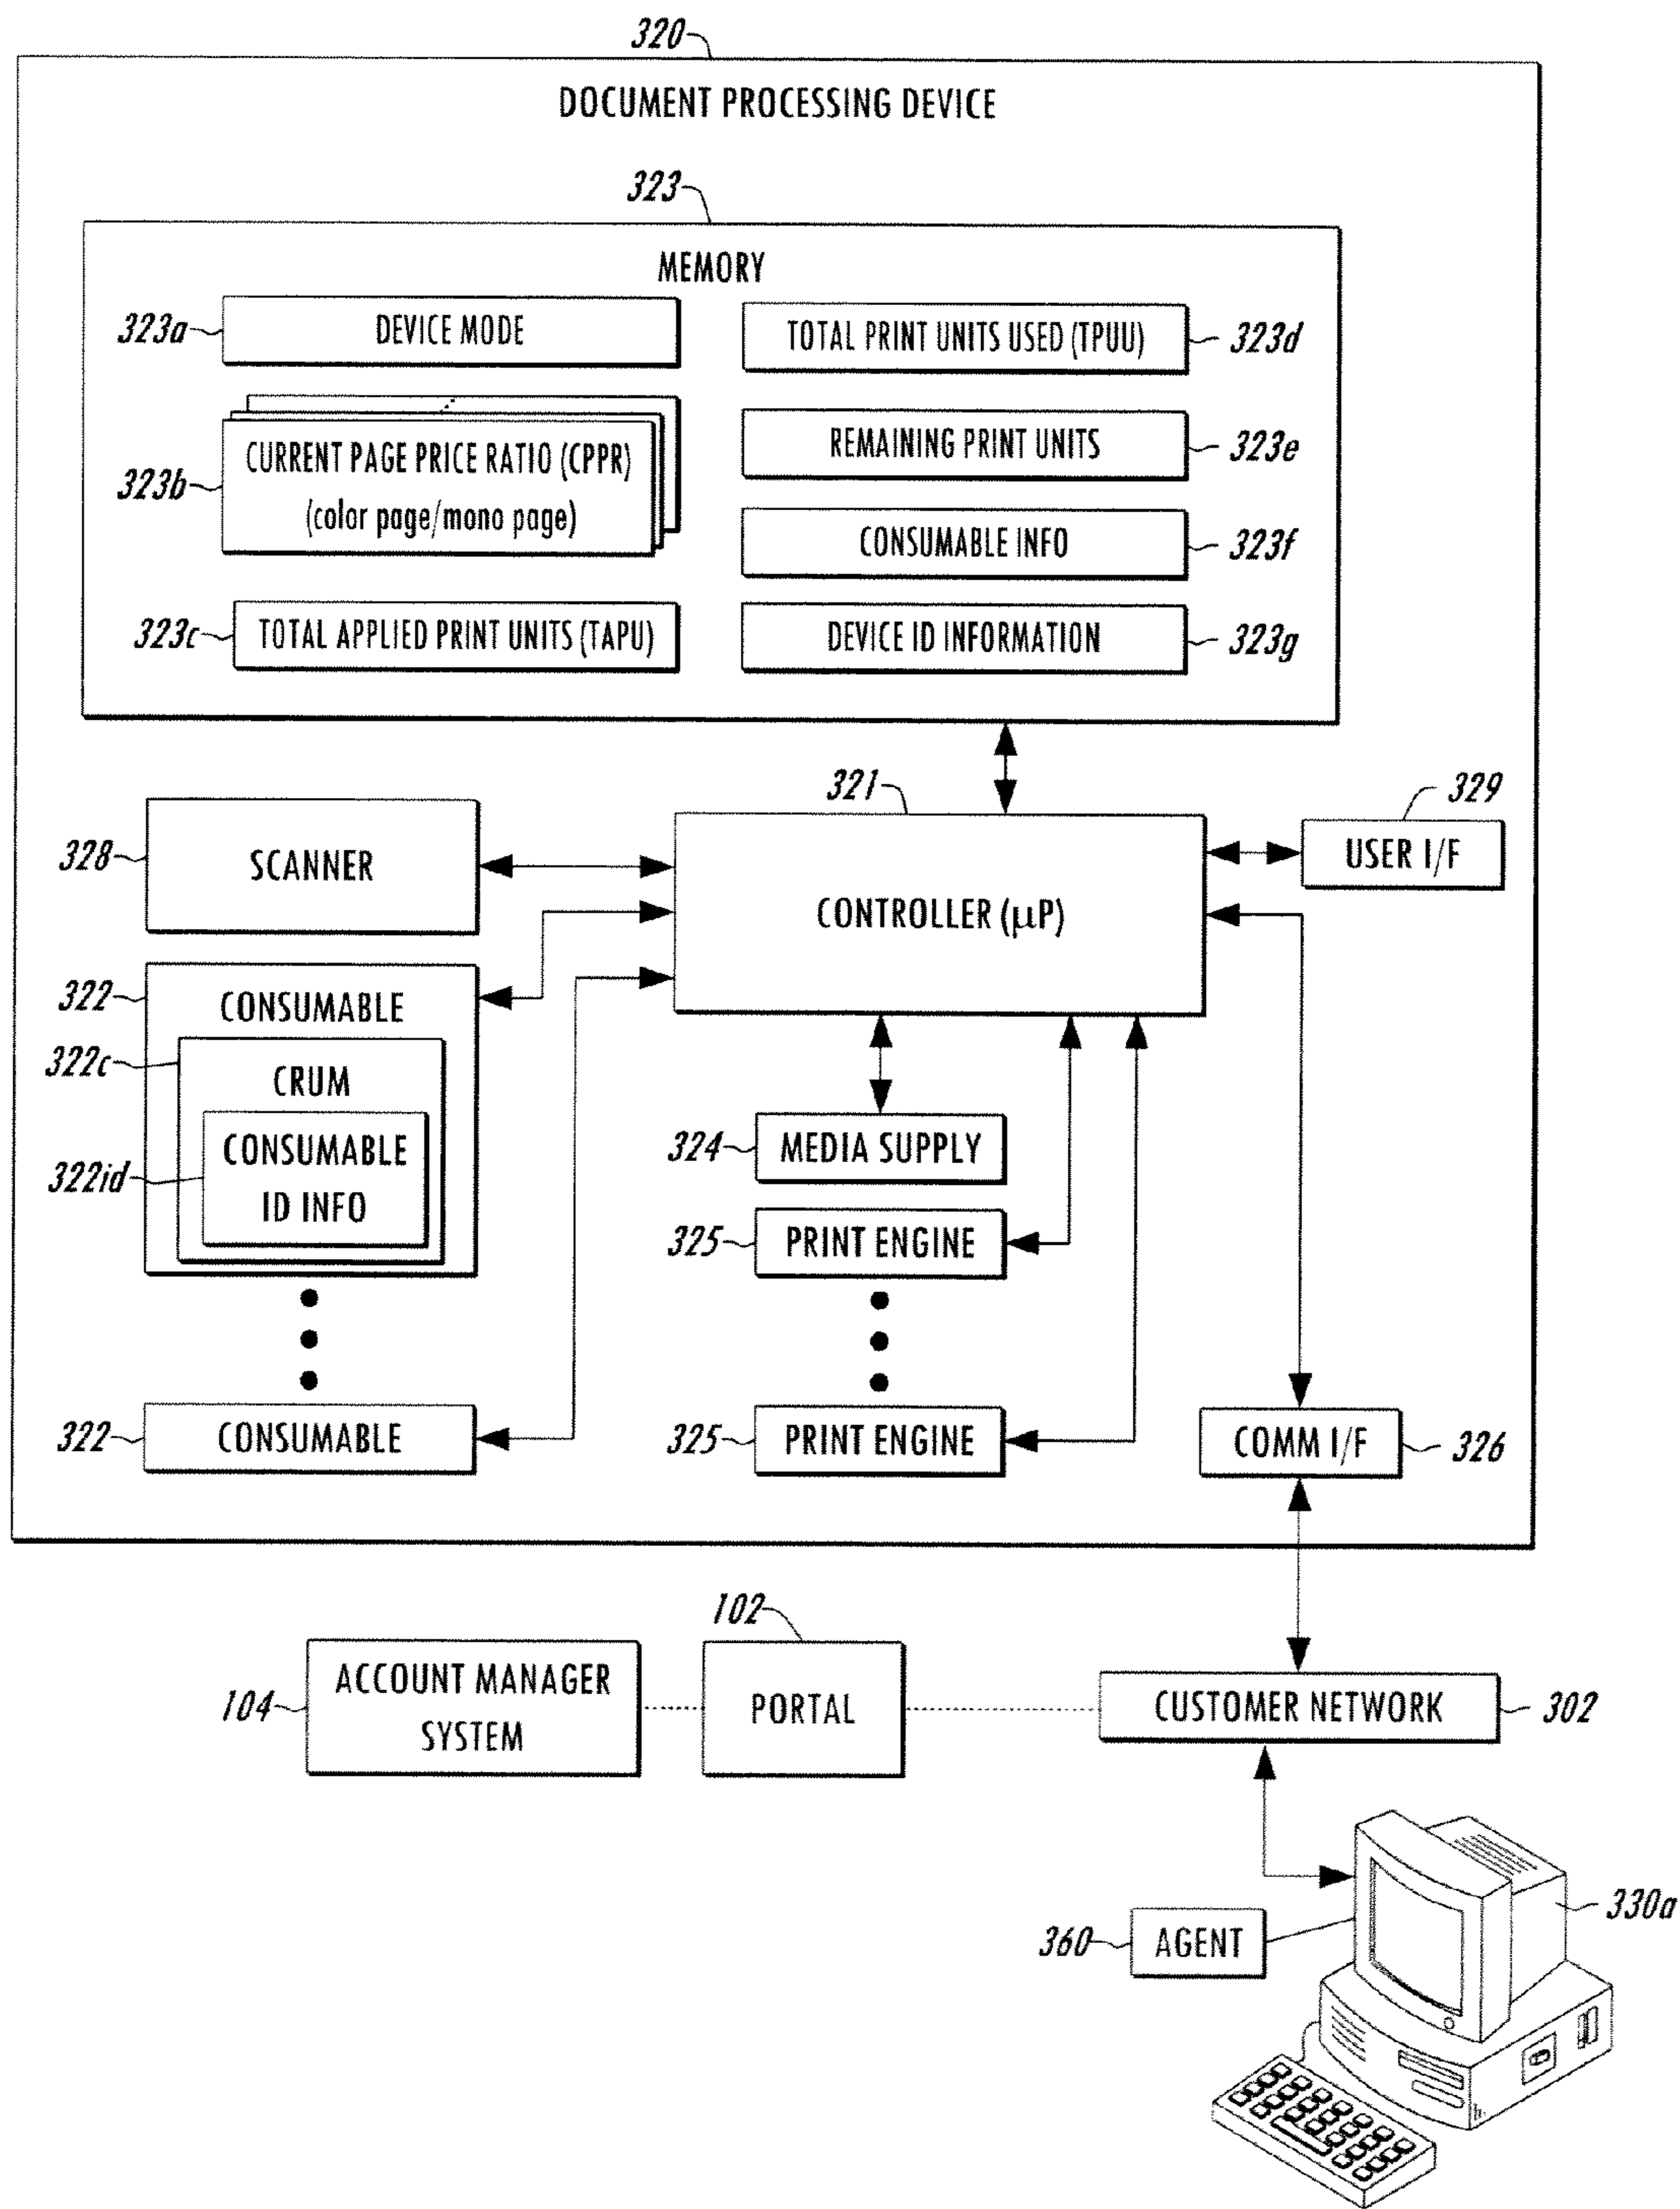 320
DOCUMENT PROCESSING DEVICE
323
MEMORY
323a
DEVICE MODE
TOTAL PRINT UNITS USED (TPUU)
323d
323b
CURRENT PAGE PRICE RATIO (CPPR)
(color page/mono page)
REMAINING PRINT UNITS
323e
CONSUMABLE INFO
323f
323c
TOTAL APPLIED PRINT UNITS (TAPU)
DEVICE ID INFORMATION
323g
328
SCANNER
321
CONTROLLER (μP)
329
USER I/F
322
CONSUMABLE
322c
CRUM
322id
CONSUMABLE
ID INFO
324
MEDIA SUPPLY
325
PRINT ENGINE
322
CONSUMABLE
325
PRINT ENGINE
COMM I/F
326
104
ACCOUNT MANAGER
SYSTEM
102
PORTAL
CUSTOMER NETWORK
302
360
AGENT
330a